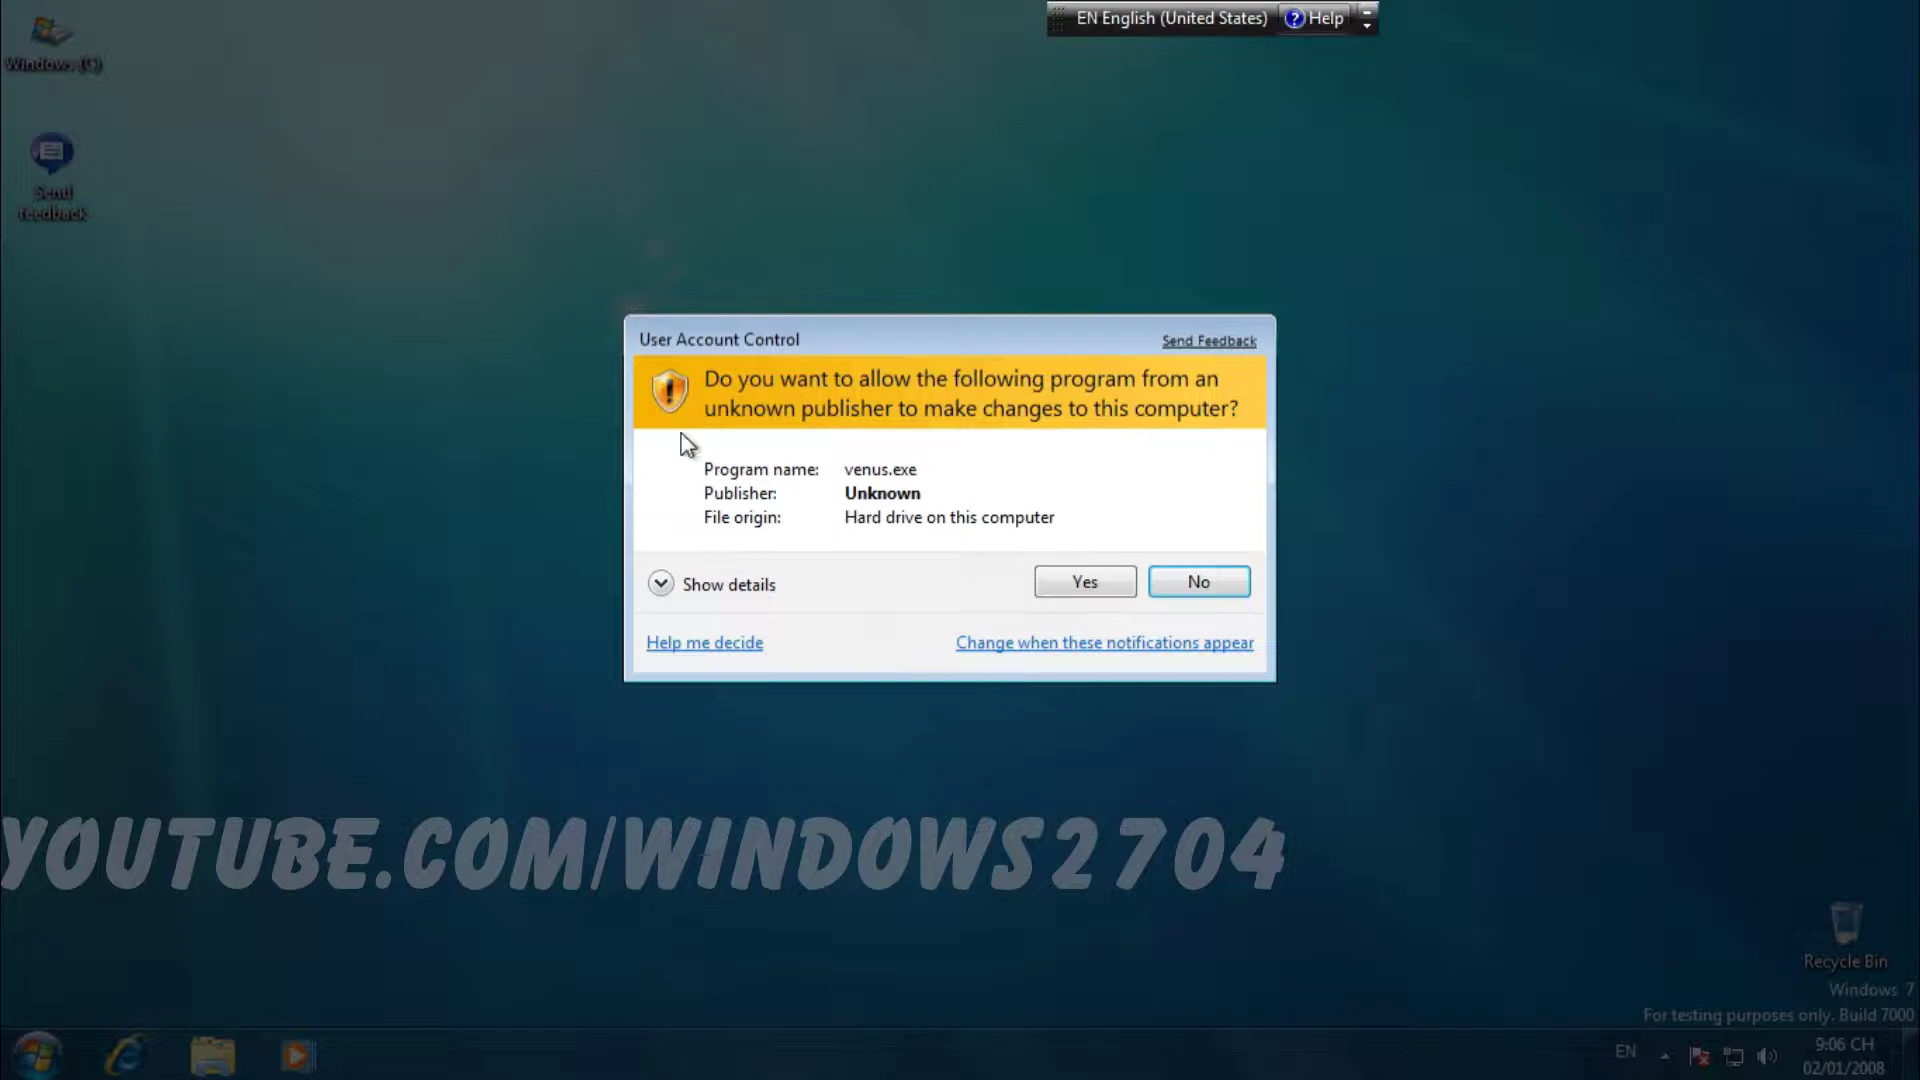 EN English (United States) Help
Windows (C)
Send
feedback
User Account Control
Send Feedback
Do you want to allow the following program from an
unknown publisher to make changes to this computer?
Program name: venus.exe
Publisher: Unknown
File origin: Hard drive on this computer
Show details
Yes
No
Help me decide
Change when these notifications appear
YOUTUBE.COM/WINDOWS2704
Recycle Bin
Windows 7
For testing purposes only. Build 7000
EN
9:06 CH
02/01/2008